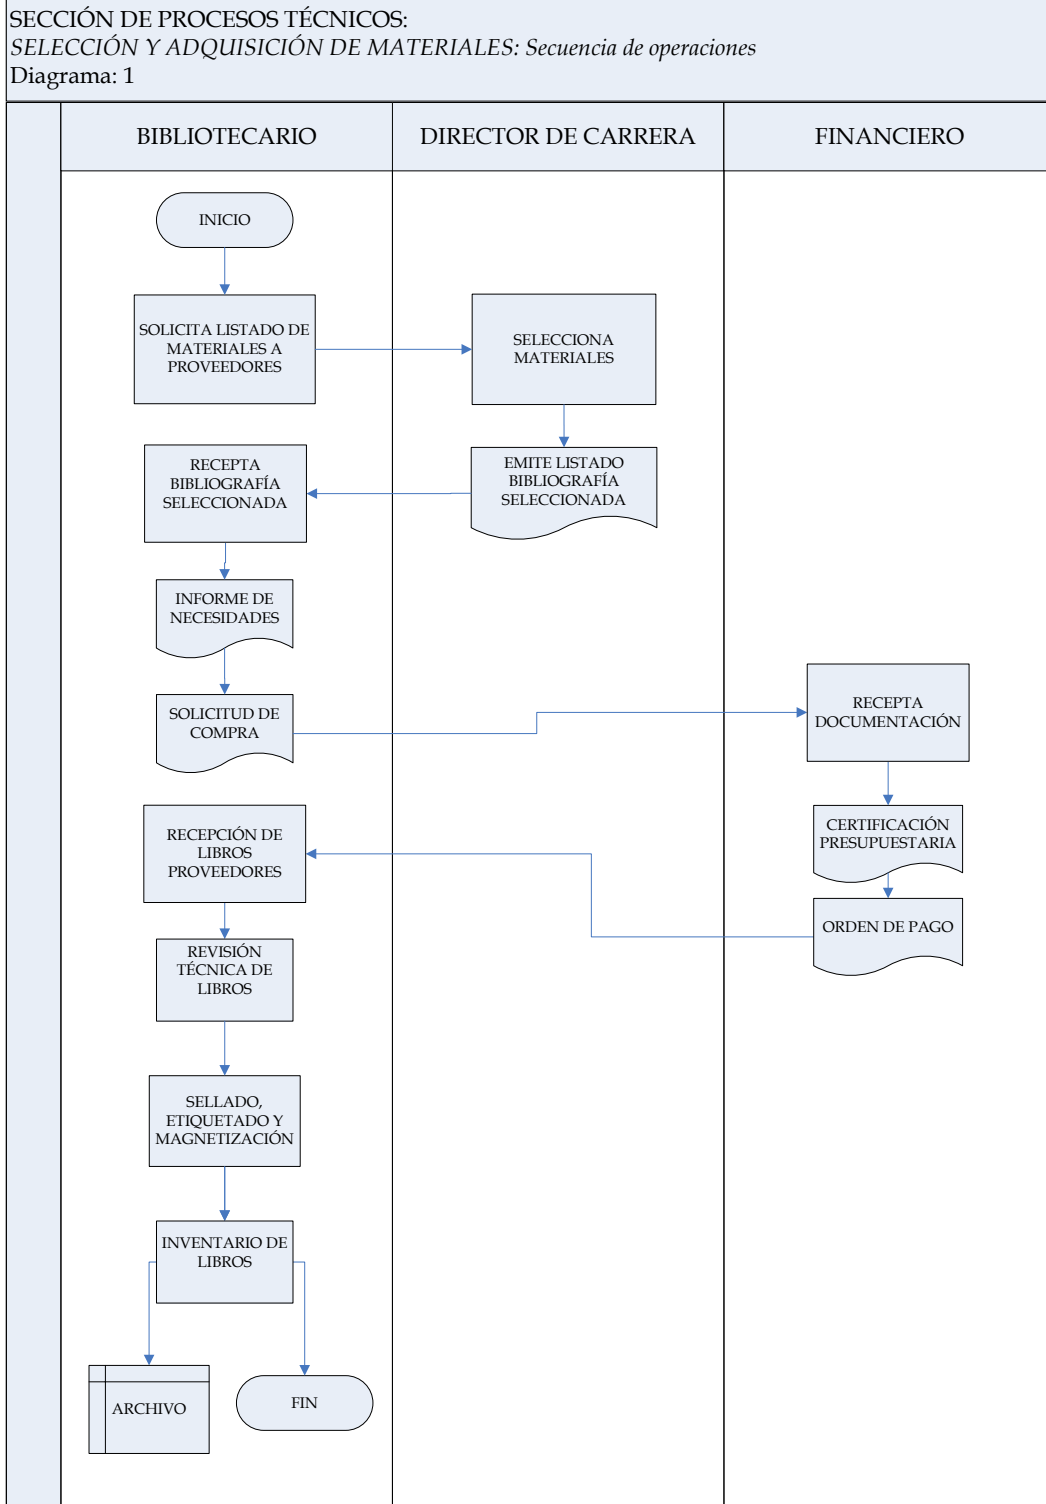 SECCIÓN DE PROCESOS TÉCNICOS:
SELECCIÓN Y ADQUISICIÓN DE MATERIALES: Secuencia de operaciones
Diagrama: 1
BIBLIOTECARIO
DIRECTOR DE CARRERA
FINANCIERO
INICIO
SOLICITA LISTADO DE
MATERIALES A
PROVEEDORES
SELECCIONA
MATERIALES
EMITE LISTADO
BIBLIOGRAFÍA
SELECCIONADA
RECEPTA
BIBLIOGRAFÍA
SELECCIONADA
INFORME DE
NECESIDADES
SOLICITUD DE
COMPRA
RECEPTA
DOCUMENTACIÓN
CERTIFICACIÓN
PRESUPUESTARIA
ORDEN DE PAGO
RECEPCIÓN DE
LIBROS
PROVEEDORES
REVISIÓN
TÉCNICA DE
LIBROS
SELLADO,
ETIQUETADO Y
MAGNETIZACIÓN
INVENTARIO DE
LIBROS
ARCHIVO
FIN